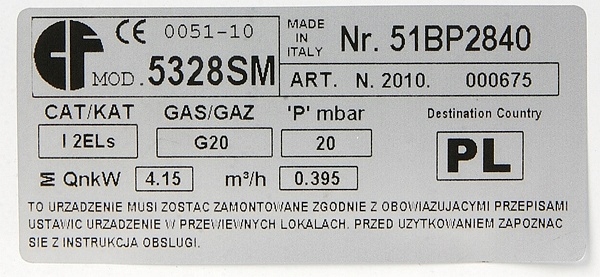 CF CE 0051-10
MADE IN ITALY
Nr. 51BP2840
MOD. 5328SM
ART. N. 2010. 000675
CAT/KAT GAS/GAZ 'P' mbar Destination Country
I 2ELs G20 20 PL
Σ QnkW 4.15 m³/h 0.395
TO URZADZENIE MUSI ZOSTAC ZAMONTOWANE ZGODNIE Z OBOWIAZUJACYMI PRZEPISAMI
USTAWIC URZADZENIE W PRZEWIEWNYCH LOKALACH. PRZED UZYTKOWANIEM ZAPOZNAC
SIE Z INSTRUKCJA OBSLUGI.